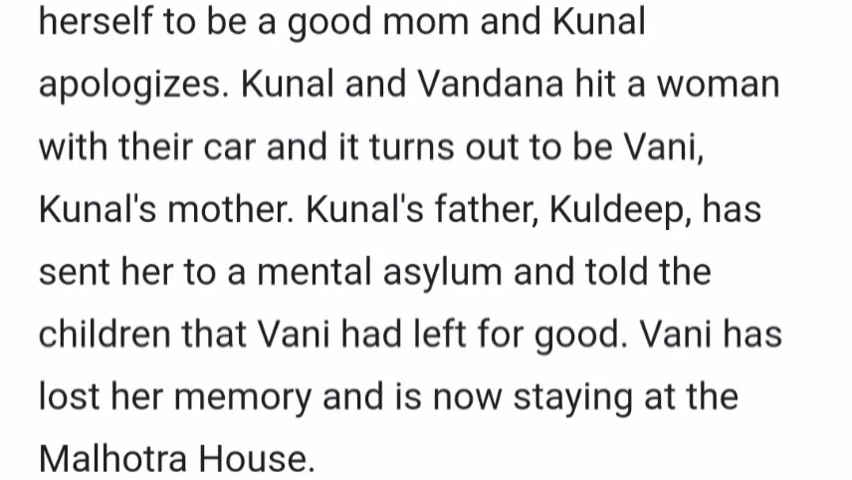 herself to be a good mom and Kunal
apologizes. Kunal and Vandana hit a woman
with their car and it turns out to be Vani,
Kunal's mother. Kunal's father, Kuldeep, has
sent her to a mental asylum and told the
children that Vani had left for good. Vani has
lost her memory and is now staying at the
Malhotra House.